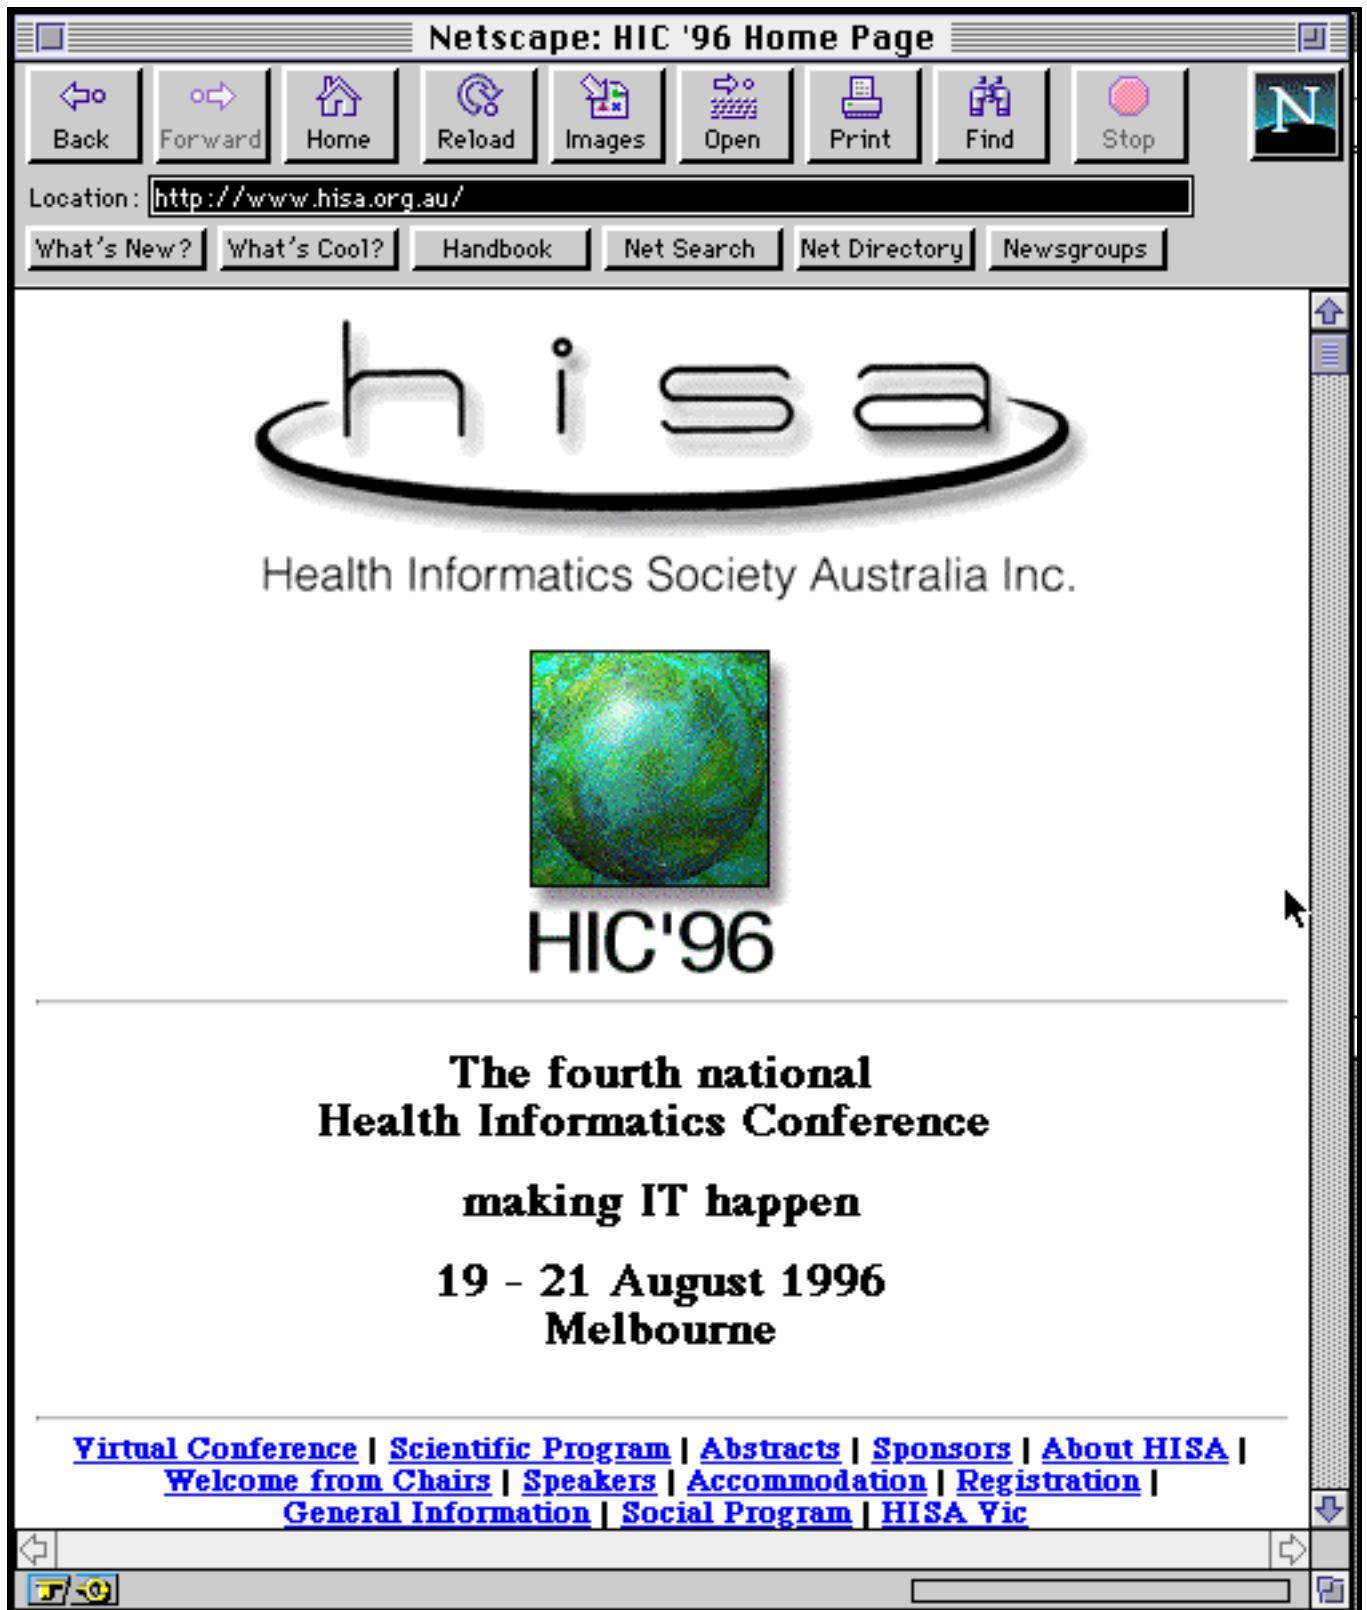 Netscape: HIC '96 Home Page
Back Forward Home Reload Images Open Print Find Stop N
Location: http://www.hisa.org.au/
What's New? What's Cool? Handbook Net Search Net Directory Newsgroups
hisa
Health Informatics Society Australia Inc.
HIC'96
The fourth national
Health Informatics Conference
making IT happen
19 - 21 August 1996
Melbourne
Virtual Conference | Scientific Program | Abstracts | Sponsors | About HISA |
Welcome from Chairs | Speakers | Accommodation | Registration |
General Information | Social Program | HISA Vic